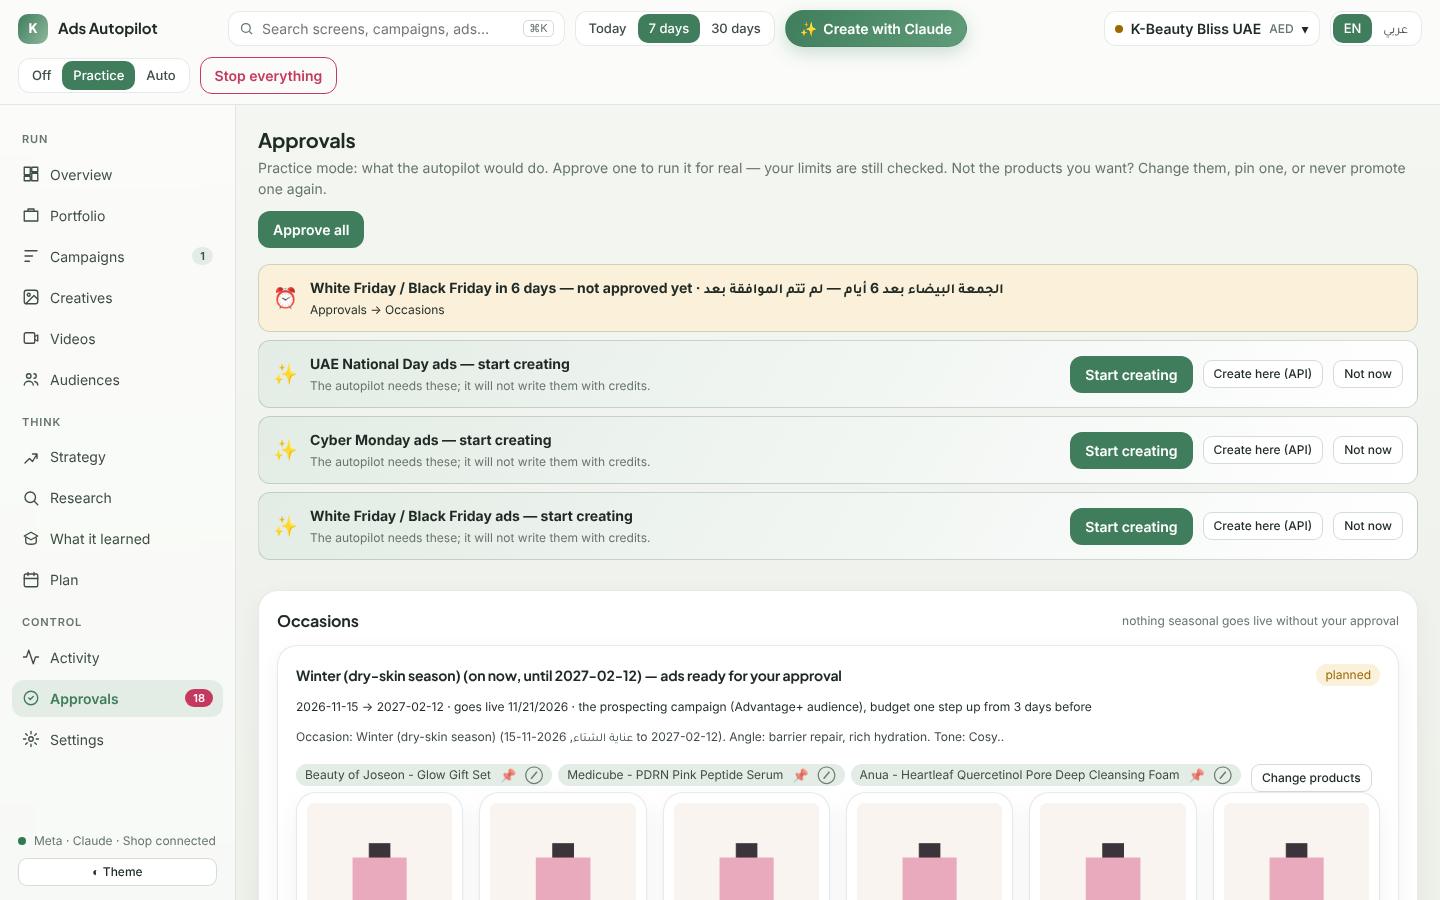 K Ads Autopilot
Search screens, campaigns, ads... ⌘K
Today 7 days 30 days
✨ Create with Claude
K-Beauty Bliss UAE AED ▾
EN عربي
Off Practice Auto
Stop everything
RUN
Overview
Portfolio
Campaigns 1
Creatives
Videos
Audiences
THINK
Strategy
Research
What it learned
Plan
CONTROL
Activity
Approvals 18
Settings
Meta · Claude · Shop connected
Theme
Approvals
Practice mode: what the autopilot would do. Approve one to run it for real — your limits are still checked. Not the products you want? Change them, pin one, or never promote
one again.
Approve all
White Friday / Black Friday in 6 days — not approved yet · الجمعة البيضاء بعد 6 أيام — لم تتم الموافقة بعد
Approvals → Occasions
UAE National Day ads — start creating
The autopilot needs these; it will not write them with credits.
Start creating Create here (API) Not now
Cyber Monday ads — start creating
The autopilot needs these; it will not write them with credits.
Start creating Create here (API) Not now
White Friday / Black Friday ads — start creating
The autopilot needs these; it will not write them with credits.
Start creating Create here (API) Not now
Occasions
nothing seasonal goes live without your approval
Winter (dry-skin season) (on now, until 2027-02-12) — ads ready for your approval
planned
2026-11-15 → 2027-02-12 · goes live 11/21/2026 · the prospecting campaign (Advantage+ audience), budget one step up from 3 days before
Occasion: Winter (dry-skin season) (عناية الشتاء, 2026-11-15 to 2027-02-12). Angle: barrier repair, rich hydration. Tone: Cosy..
Beauty of Joseon - Glow Gift Set
Medicube - PDRN Pink Peptide Serum
Anua - Heartleaf Quercetinol Pore Deep Cleansing Foam
Change products